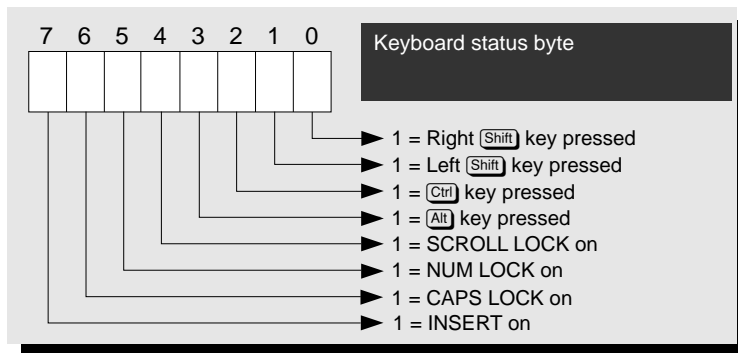 7 6 5 4 3 2 1 0
Keyboard status byte
1 = Right Shift key pressed
1 = Left Shift key pressed
1 = Ctrl key pressed
1 = Alt key pressed
1 = SCROLL LOCK on
1 = NUM LOCK on
1 = CAPS LOCK on
1 = INSERT on